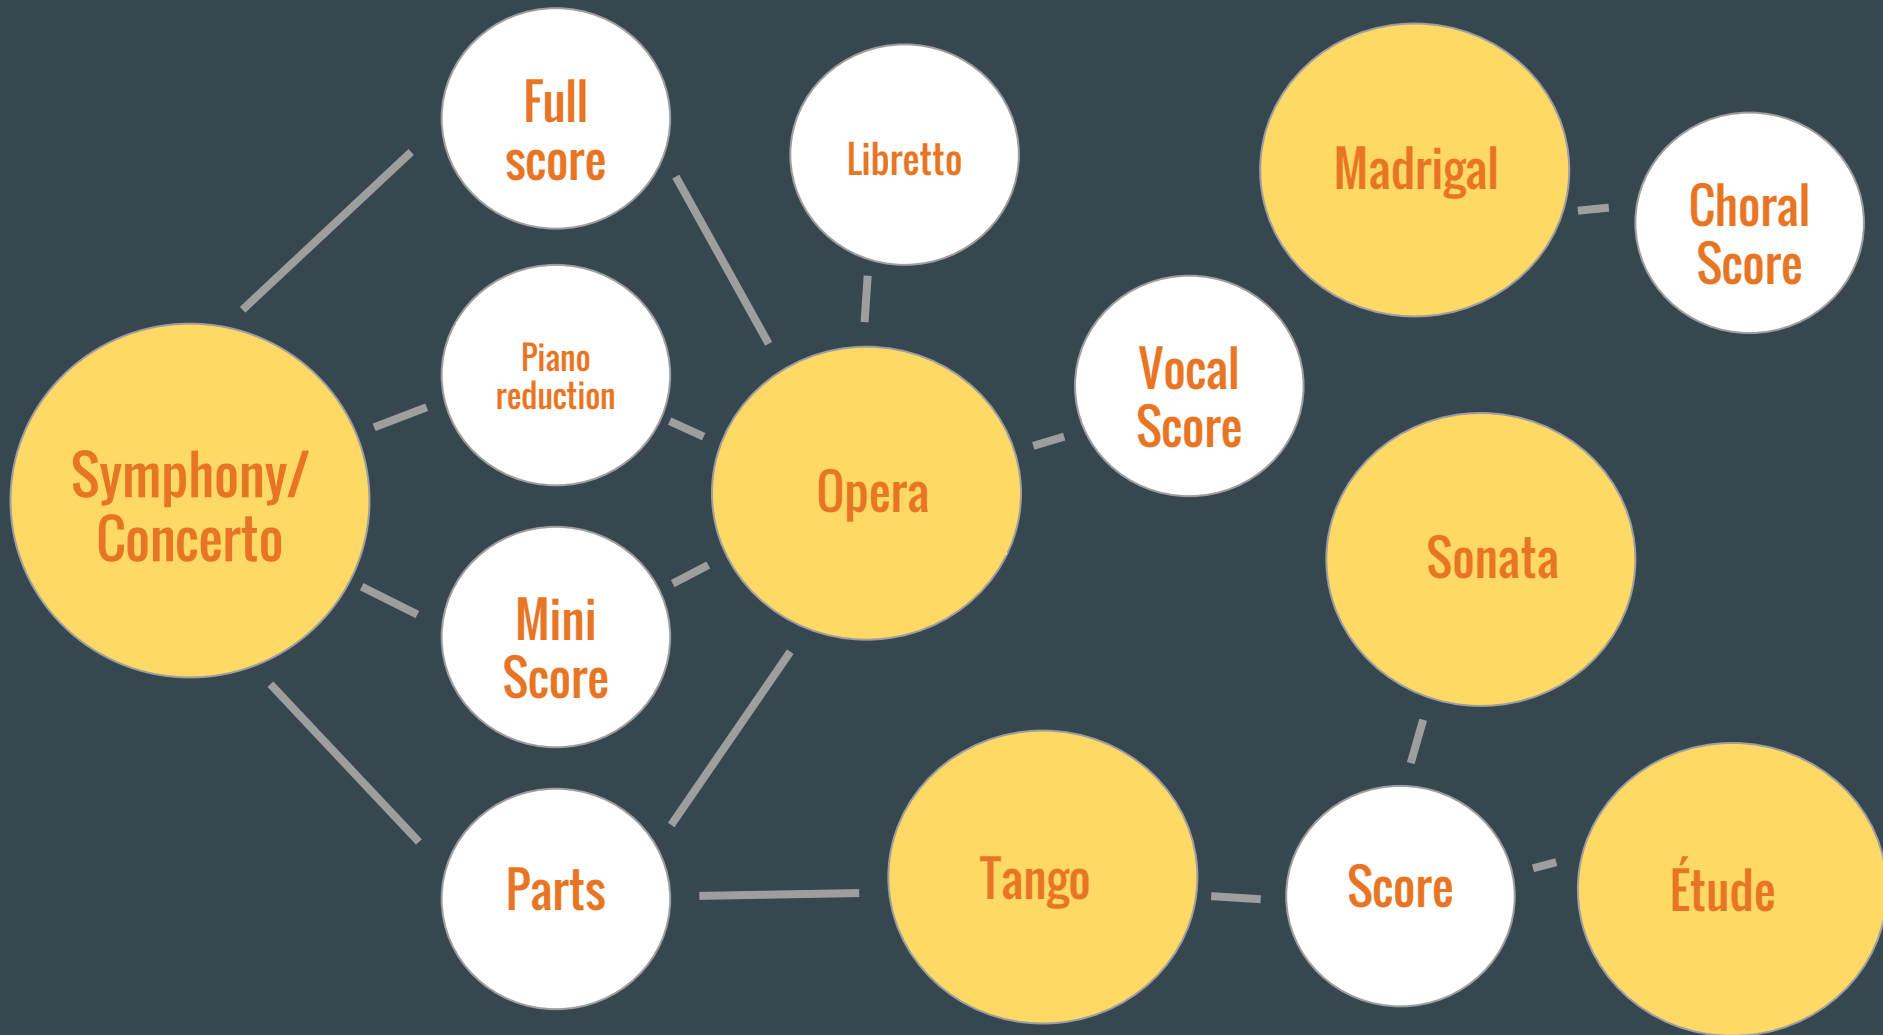 Full
score
Libretto
Madrigal
Choral
Score
Piano
reduction
Vocal
Score
Symphony/
Concerto
Opera
Sonata
Mini
Score
Parts
Tango
Score
Étude